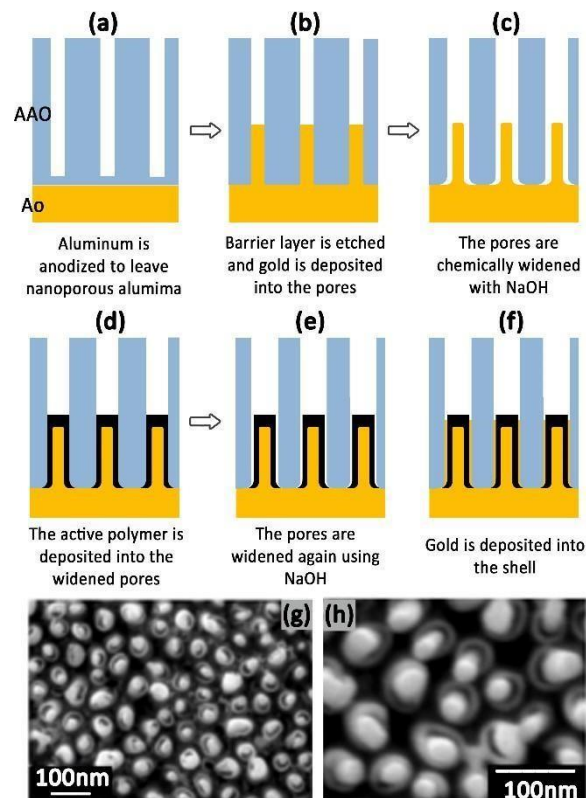 (a)
(b)
(c)
AAO
Ao
Aluminum is
anodized to leave
nanoporous alumima
Barrier layer is etched
and gold is deposited
into the pores
The pores are
chemically widened
with NaOH
(d)
(e)
(f)
The active polymer is
deposited into the
widened pores
The pores are
widened again using
NaOH
Gold is deposited into
the shell
(g)
(h)
100nm
100nm